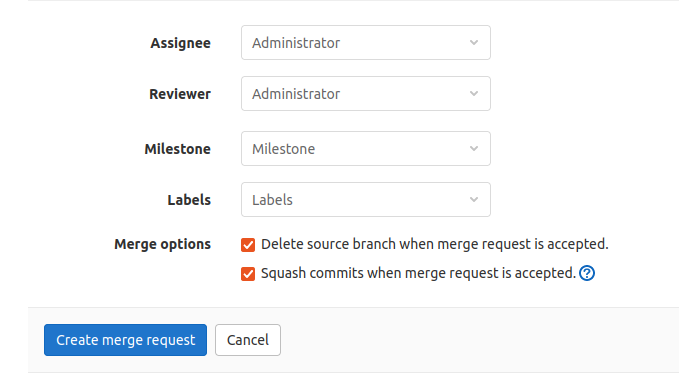 Assignee Administrator
Reviewer Administrator
Milestone Milestone
Labels Labels
Merge options Delete source branch when merge request is accepted.
Squash commits when merge request is accepted. ?
Create merge request Cancel